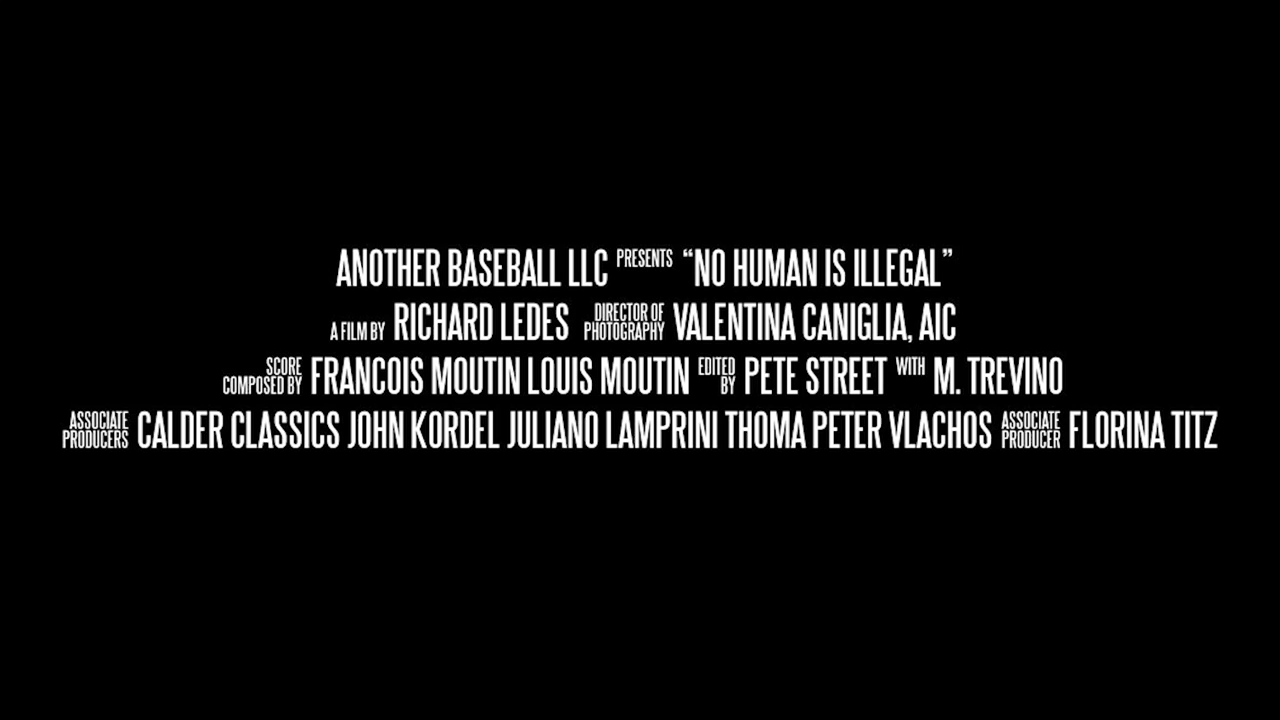 ANOTHER BASEBALL LLC PRESENTS “NO HUMAN IS ILLEGAL”
A FILM BY RICHARD LEDES DIRECTOR OF PHOTOGRAPHY VALENTINA CANIGLIA, AIC
SCORE COMPOSED BY FRANCOIS MOUTIN LOUIS MOUTIN EDITED BY PETE STREET WITH M. TREVINO
ASSOCIATE PRODUCERS CALDER CLASSICS JOHN KORDEL JULIANO LAMPRINI THOMA PETER VLACHOS ASSOCIATE PRODUCER FLORINA TITZ